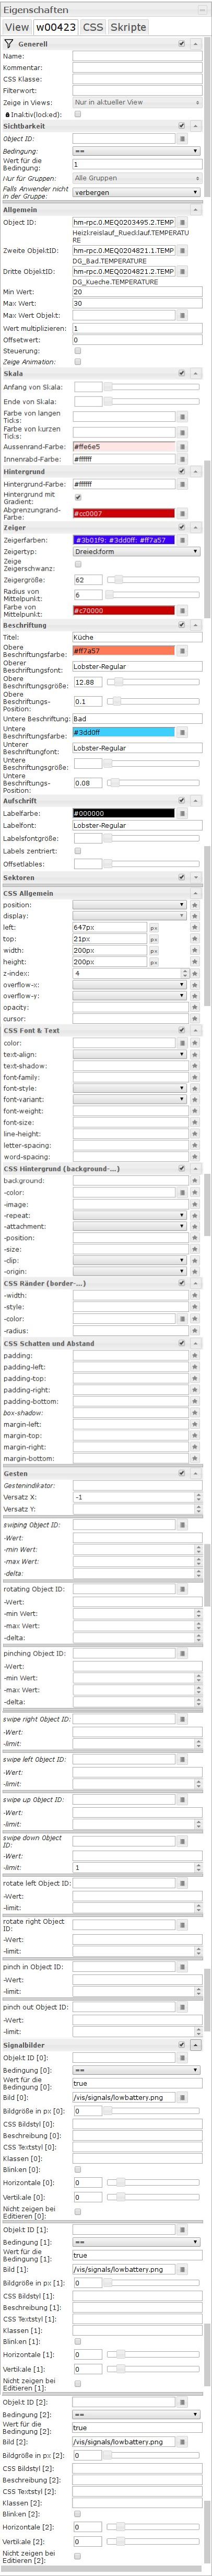 Eigenschaften
View w00423 CSS Skripte
Generell
Name:
Kommentar:
CSS Klasse:
Filterwort:
Zeige in Views: Nur in aktueller View
Inaktiv(locked):
Sichtbarkeit
Object ID:
Bedingung: ==
Wert für die Bedingung: 1
Nur für Gruppen: Alle Gruppen
Falls Anwender nicht in der Gruppe: verbergen
Allgemein
Object ID: hm-rpc.0.MEQ0203495.2.TEMP
Heizkreislauf_Ruecklauf.TEMPERATURE
Zweite ObjektID: hm-rpc.0.MEQ0204821.1.TEMP
DG_Bad.TEMPERATURE
Dritte ObjektID: hm-rpc.0.MEQ0204821.2.TEMP
DG_Kueche.TEMPERATURE
Min Wert: 20
Max Wert: 30
Max Wert Objekt:
Wert multiplizieren: 1
Offsetwert: 0
Steuerung:
Zeige Animation:
Skala
Anfang von Skala:
Ende von Skala:
Farbe von langen Ticks:
Farbe von kurzen Ticks:
Aussenrand-Farbe: #ffe6e5
Innenrabd-Farbe: #ffffff
Hintergrund
Hintergrund-Farbe: #ffffff
Hintergrund mit Gradient:
Abgrenzungrand-Farbe: #cc0007
Zeiger
Zeigerfarben: #3b01f9; #3dd0ff; #ff7a57
Zeigertyp: Dreieckform
Zeige Zeigerschwanz:
Zeigergröße: 62
Radius von Mittelpunkt: 6
Farbe von Mittelpunkt: #c70000
Beschriftung
Titel: Küche
Obere Beschriftungsfarbe: #ff7a57
Oberer Beschriftungsfont: Lobster-Regular
Obere Beschriftungsgröße: 12.88
Obere Beschriftungs-Position: 0.1
Untere Beschriftung: Bad
Untere Beschriftungsfarbe: #3dd0ff
Unterer Beschriftungfont: Lobster-Regular
Untere Beschriftungsgröße:
Untere Beschriftungs-Position: 0.08
Aufschrift
Labelfarbe: #000000
Labelfont: Lobster-Regular
Labelsfontgröße:
Labels zentriert:
Offsetlables:
Sektoren
CSS Allgemein
position:
display:
left: 647px px
top: 21px px
width: 200px px
height: 200px px
z-index: 4
overflow-x:
overflow-y:
opacity:
cursor:
CSS Font & Text
color:
text-align:
text-shadow:
font-family:
font-style:
font-variant:
font-weight:
font-size:
line-height:
letter-spacing:
word-spacing:
CSS Hintergrund (background-...)
background:
-color:
-image:
-repeat:
-attachment:
-position:
-size:
-clip:
-origin:
CSS Ränder (border-...)
-width:
-style:
-color:
-radius:
CSS Schatten und Abstand
padding:
padding-left:
padding-top:
padding-right:
padding-bottom:
box-shadow:
margin-left:
margin-top:
margin-right:
margin-bottom:
Gesten
Gestenindikator:
Versatz X: -1
Versatz Y:
swiping Object ID:
-Wert:
-min Wert:
-max Wert:
-delta:
rotating Object ID:
-Wert:
-min Wert:
-max Wert:
-delta:
pinching Object ID:
-Wert:
-min Wert:
-max Wert:
-delta:
swipe right Object ID:
-Wert:
-limit:
swipe left Object ID:
-Wert:
-limit:
swipe up Object ID:
-Wert:
-limit:
swipe down Object ID:
-Wert:
-limit: 1
rotate left Object ID:
-Wert:
-limit:
rotate right Object ID:
-Wert:
-limit:
pinch in Object ID:
-Wert:
-limit:
pinch out Object ID:
-Wert:
-limit:
Signalbilder
Objekt ID [0]:
Bedingung [0]: ==
Wert für die Bedingung [0]: true
Bild [0]: /vis/signals/lowbattery.png
Bildgröße in px [0]: 0
CSS Bildstyl [0]:
Beschreibung [0]:
CSS Textstyl [0]:
Klassen [0]:
Blinken [0]:
Horizontale [0]: 0
Vertikale [0]: 0
Nicht zeigen bei Editieren [0]:
Objekt ID [1]:
Bedingung [1]: ==
Wert für die Bedingung [1]: true
Bild [1]: /vis/signals/lowbattery.png
Bildgröße in px [1]: 0
CSS Bildstyl [1]:
Beschreibung [1]:
CSS Textstyl [1]:
Klassen [1]:
Blinken [1]:
Horizontale [1]: 0
Vertikale [1]: 0
Nicht zeigen bei Editieren [1]:
Objekt ID [2]:
Bedingung [2]: ==
Wert für die Bedingung [2]: true
Bild [2]: /vis/signals/lowbattery.png
Bildgröße in px [2]: 0
CSS Bildstyl [2]:
Beschreibung [2]:
CSS Textstyl [2]:
Klassen [2]:
Blinken [2]:
Horizontale [2]: 0
Vertikale [2]: 0
Nicht zeigen bei Editieren [2]: